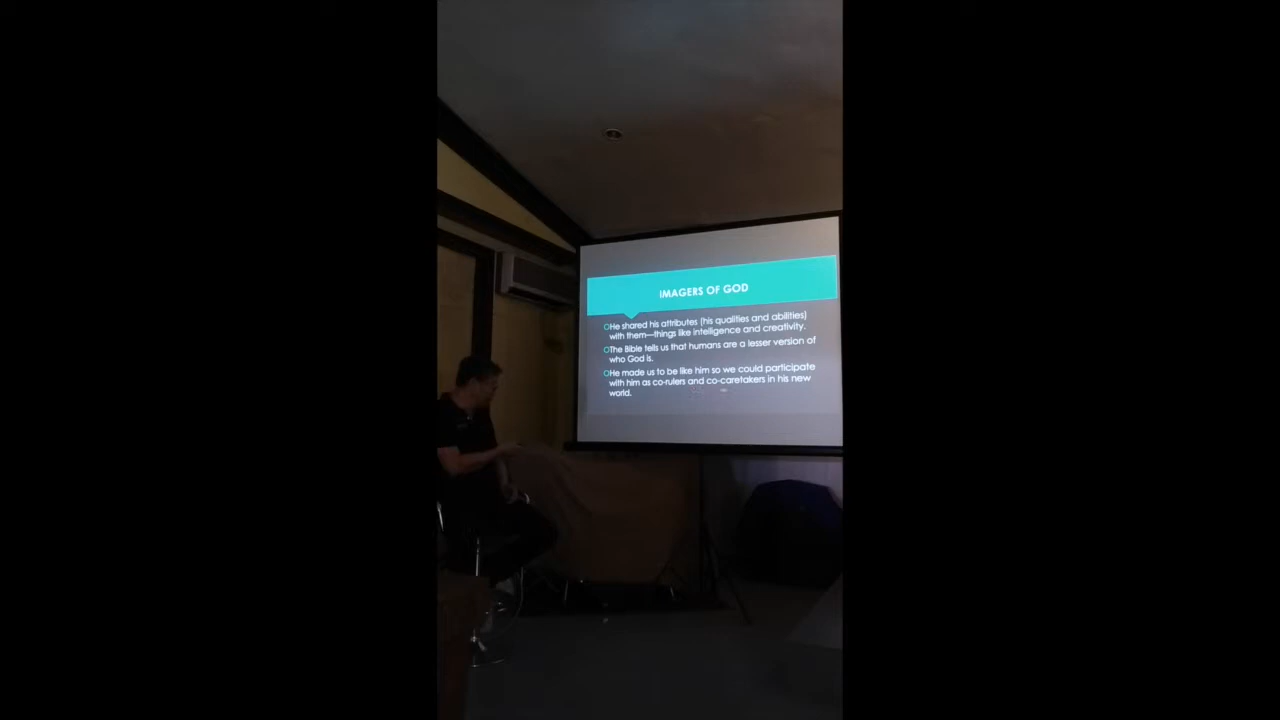 IMAGERS OF GOD
He shared his attributes (his qualities and abilities)
with them—things like intelligence and creativity.
The Bible tells us that humans are a lesser version of
who God is.
He made us to be like him so we could participate
with him as co-rulers and co-caretakers in his new
world.